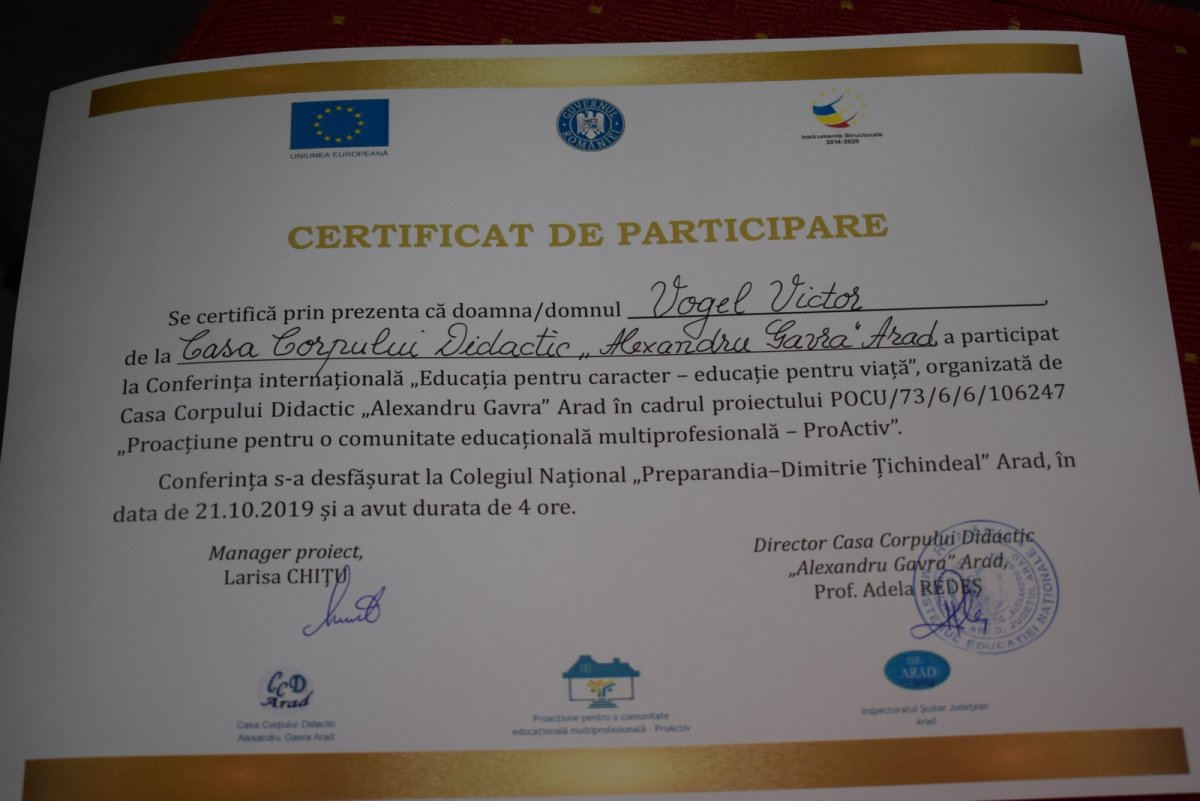 UNIUNEA EUROPEANĂ
GUVERNUL ROMÂNIEI
Instrumente Structurale
2014-2020
CERTIFICAT DE PARTICIPARE
Se certifică prin prezenta că doamna/domnul Vogel Victor,
de la Casa Corpului Didactic „Alexandru Gavra" Arad, a participat
la Conferința internațională „Educația pentru caracter – educație pentru viață”, organizată de
Casa Corpului Didactic „Alexandru Gavra” Arad în cadrul proiectului POCU/73/6/6/106247
„Proacțiune pentru o comunitate educațională multiprofesională – ProActiv”.
Conferința s-a desfășurat la Colegiul Național „Preparandia–Dimitrie Țichindeal” Arad, în
data de 21.10.2019 și a avut durata de 4 ore.
Manager proiect,
Larisa CHIȚU
Director Casa Corpului Didactic
„Alexandru Gavra” Arad,
Prof. Adela REDEȘ
CCD
Arad
Casa Corpului Didactic
Alexandru Gavra Arad
Proacțiune pentru o comunitate
educațională multiprofesională - ProActiv
ARAD
Inspectoratul Școlar Județean
Arad